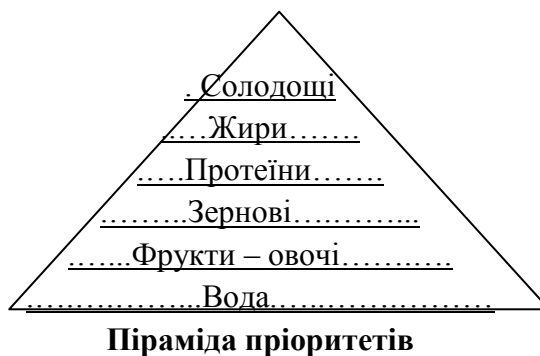 . Солодощі
…..Жири…….
…..Протеїни…….
……..Зернові………...
……...Фрукти – овочі……….…
………………...Вода.………………
Піраміда пріоритетів